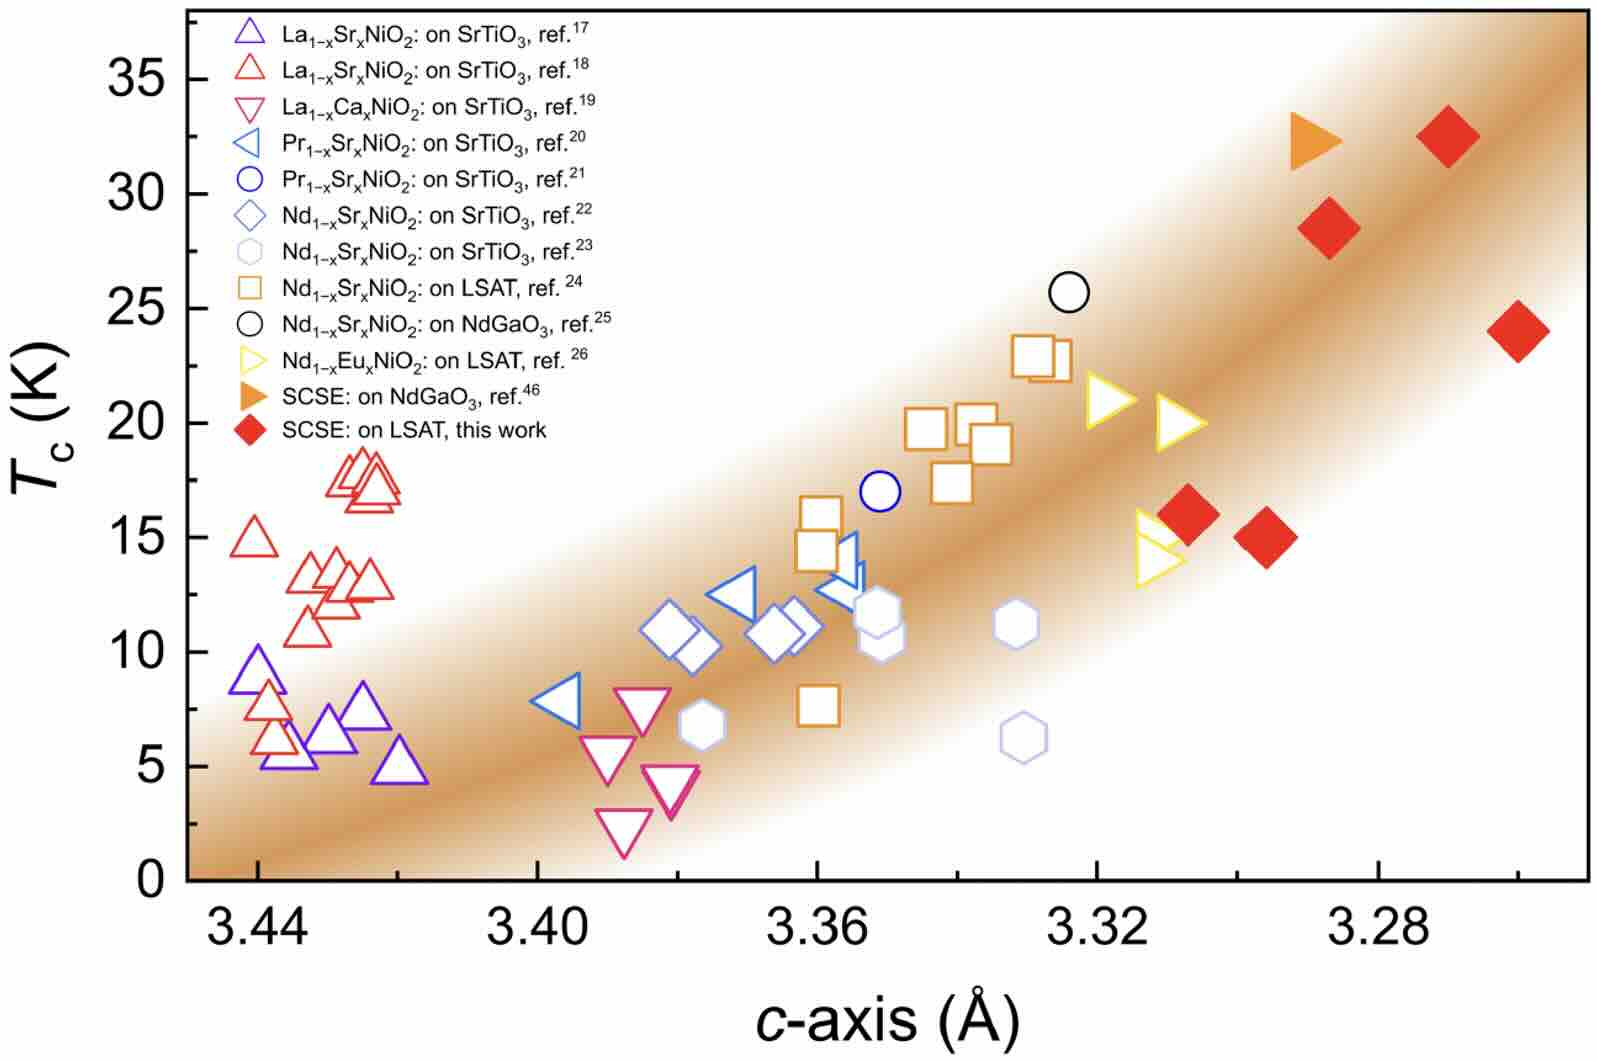 La₁₋ₓSrₓNiO₂: on SrTiO₃, ref.¹⁷
La₁₋ₓSrₓNiO₂: on SrTiO₃, ref.¹⁸
La₁₋ₓCaₓNiO₂: on SrTiO₃, ref.¹⁹
Pr₁₋ₓSrₓNiO₂: on SrTiO₃, ref.²⁰
Pr₁₋ₓSrₓNiO₂: on SrTiO₃, ref.²¹
Nd₁₋ₓSrₓNiO₂: on SrTiO₃, ref.²²
Nd₁₋ₓSrₓNiO₂: on SrTiO₃, ref.²³
Nd₁₋ₓSrₓNiO₂: on LSAT, ref. ²⁴
Nd₁₋ₓSrₓNiO₂: on NdGaO₃, ref.²⁵
Nd₁₋ₓEuₓNiO₂: on LSAT, ref. ²⁶
SCSE: on NdGaO₃, ref.⁴⁶
SCSE: on LSAT, this work
35
30
25
20
15
10
5
0
T_c (K)
3.44 3.40 3.36 3.32 3.28
c-axis (Å)